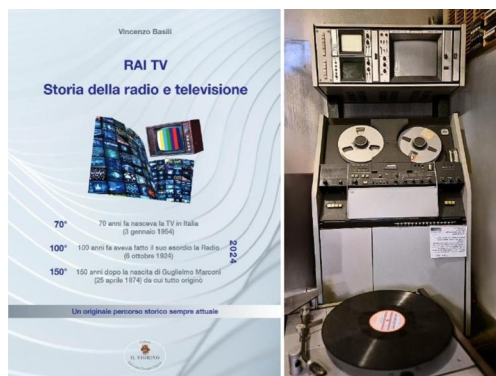 Vincenzo Basili
RAI TV
Storia della radio e televisione
70° 70 anni fa nasceva la TV in Italia
(3 gennaio 1954)
100° 100 anni fa aveva fatto il suo esordio la Radio
(6 ottobre 1924)
150° 150 anni dopo la nascita di Guglielmo Marconi
(25 aprile 1874) da cui tutto originò
2024
Un originale percorso storico sempre attuale
IL TIGRINO